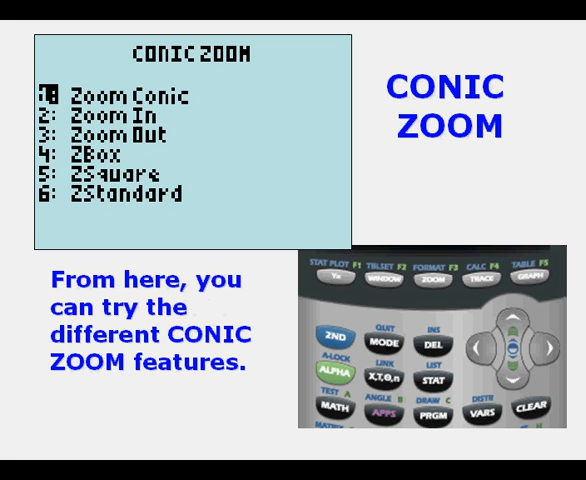 CONIC ZOOM
1: Zoom Conic
2: Zoom In
3: Zoom Out
4: ZBox
5: ZSquare
6: ZStandard
CONIC
ZOOM
From here, you
can try the
different CONIC
ZOOM features.
STAT PLOT F1 TBLSET F2 FORMAT F3 CALC F4 TABLE F5
Y= WINDOW ZOOM TRACE GRAPH
QUIT INS
2ND MODE DEL
A-LOCK LINK LIST
ALPHA X,T,Θ,n STAT
TEST A ANGLE B DRAW C DISTR
MATH APPS PRGM VARS CLEAR